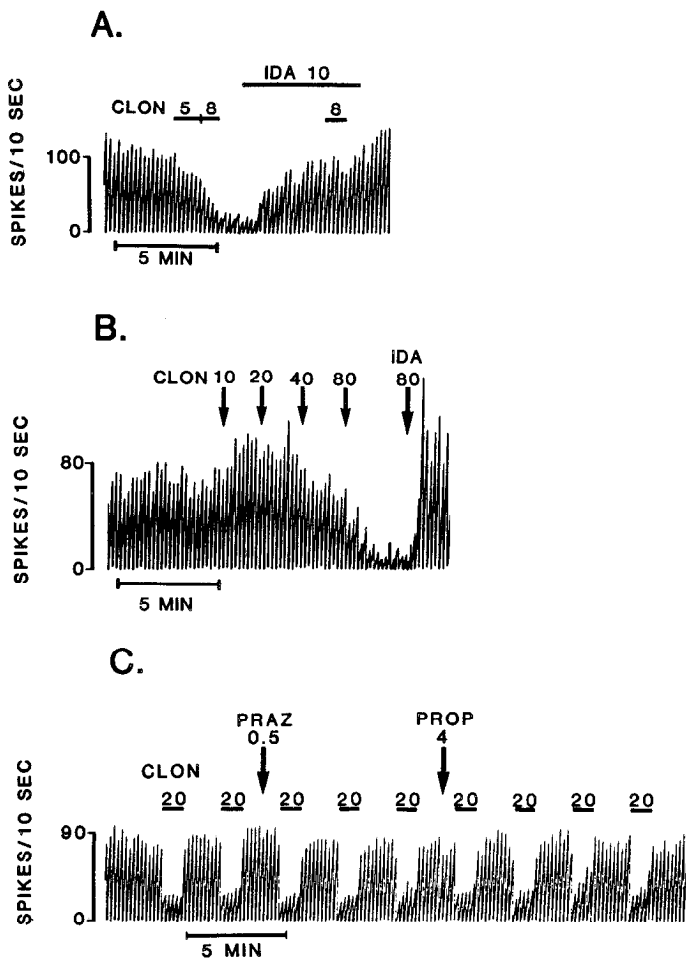 A.
IDA 10
CLON 5 8 8
SPIKES/10 SEC
100
0
5 MIN
B.
IDA
CLON 10 20 40 80 80
SPIKES/10 SEC
80
0
5 MIN
C.
PRAZ PROP
0.5 4
CLON
20 20 20 20 20 20 20 20 20
SPIKES/10 SEC
90
0
5 MIN